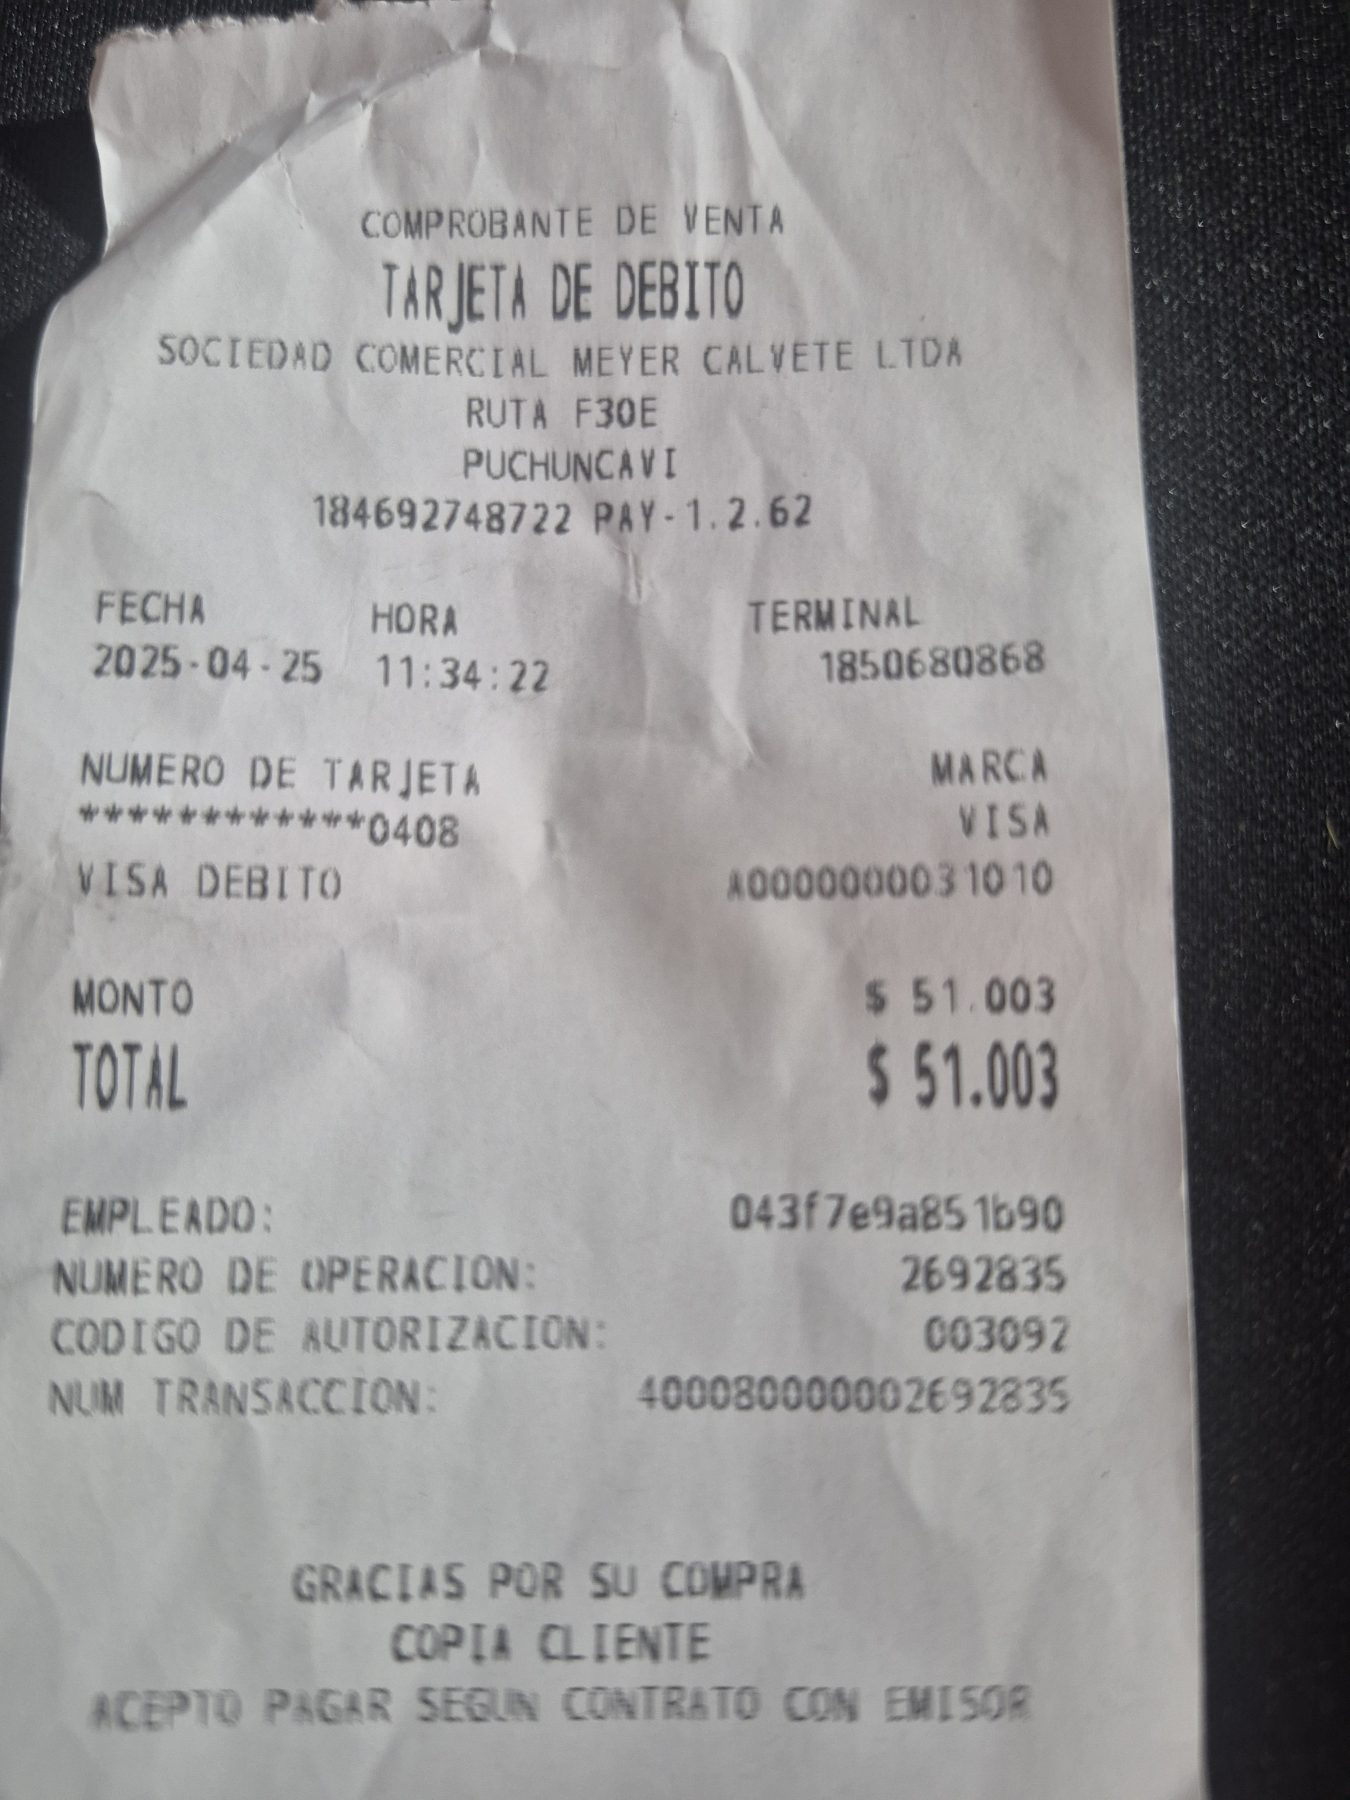 COMPROBANTE DE VENTA
TARJETA DE DEBITO
SOCIEDAD COMERCIAL MEYER CALVETE LTDA
RUTA F30E
PUCHUNCAVI
184692748722 PAY-1.2.62
FECHA HORA TERMINAL
2025-04-25 11:34:22 1850680868
NUMERO DE TARJETA MARCA
************0408 VISA
VISA DEBITO A0000000031010
MONTO $ 51.003
TOTAL $ 51.003
EMPLEADO: 043f7e9a851b90
NUMERO DE OPERACION: 2692835
CODIGO DE AUTORIZACION: 003092
NUM TRANSACCION: 400080000002692835
GRACIAS POR SU COMPRA
COPIA CLIENTE
ACEPTO PAGAR SEGUN CONTRATO CON EMISOR